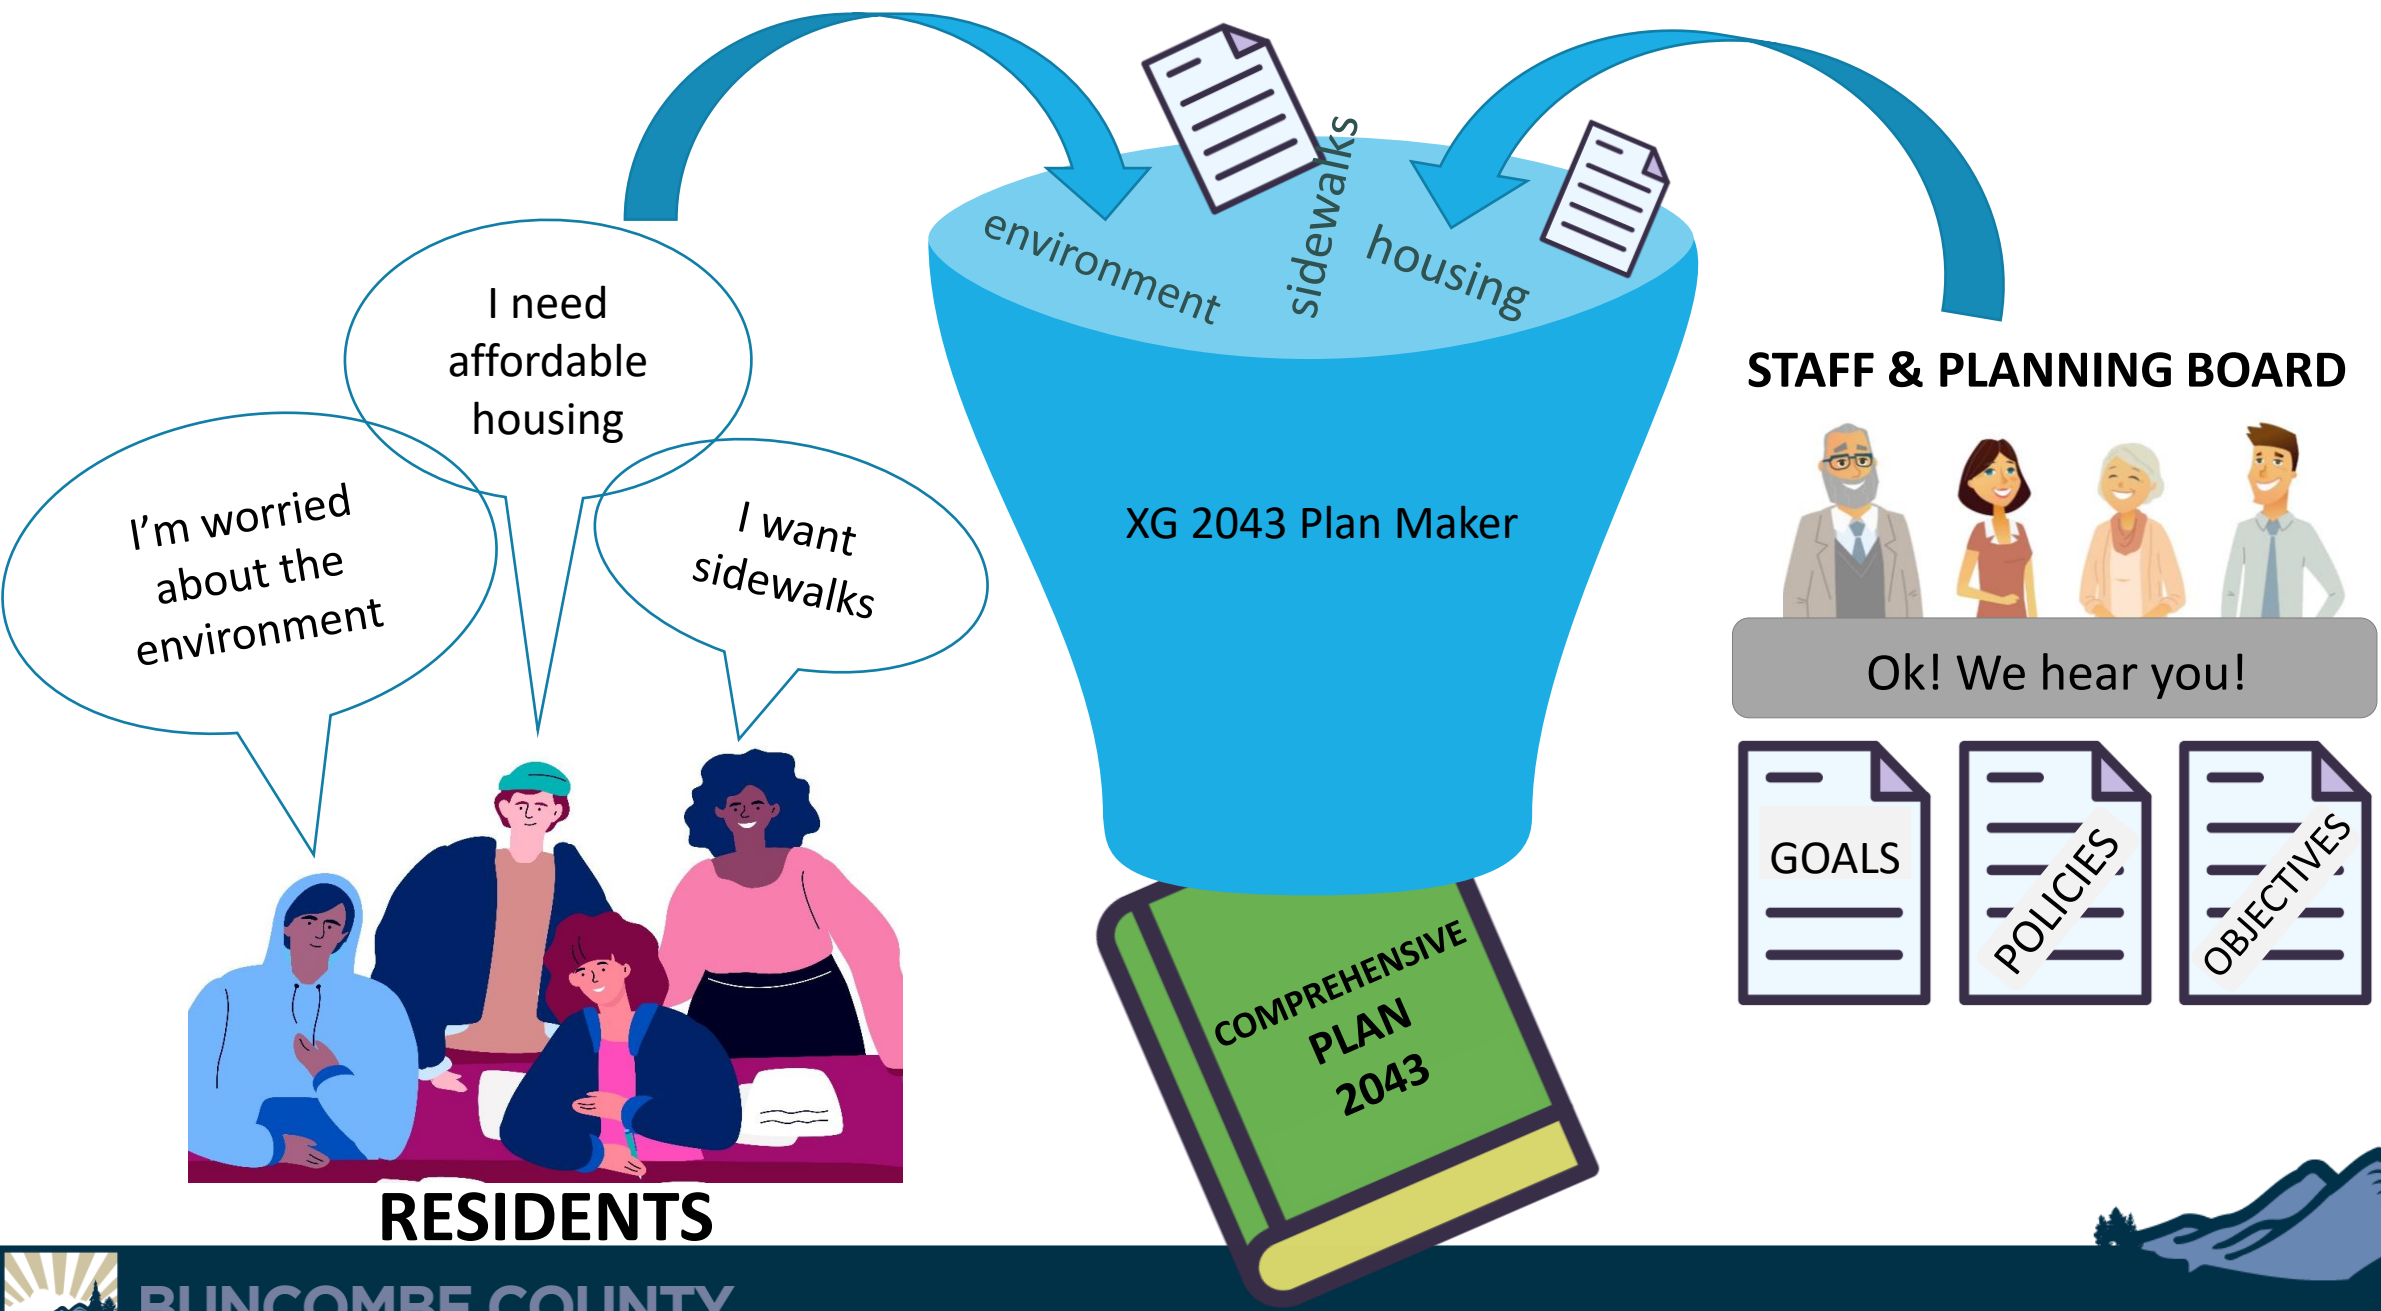 I need
affordable
housing
I'm worried
about the
environment
I want
sidewalks
RESIDENTS
environment
sidewalks
housing
XG 2043 Plan Maker
COMPREHENSIVE
PLAN
2043
STAFF & PLANNING BOARD
Ok! We hear you!
GOALS
POLICIES
OBJECTIVES
BUNCOMBE COUNTY